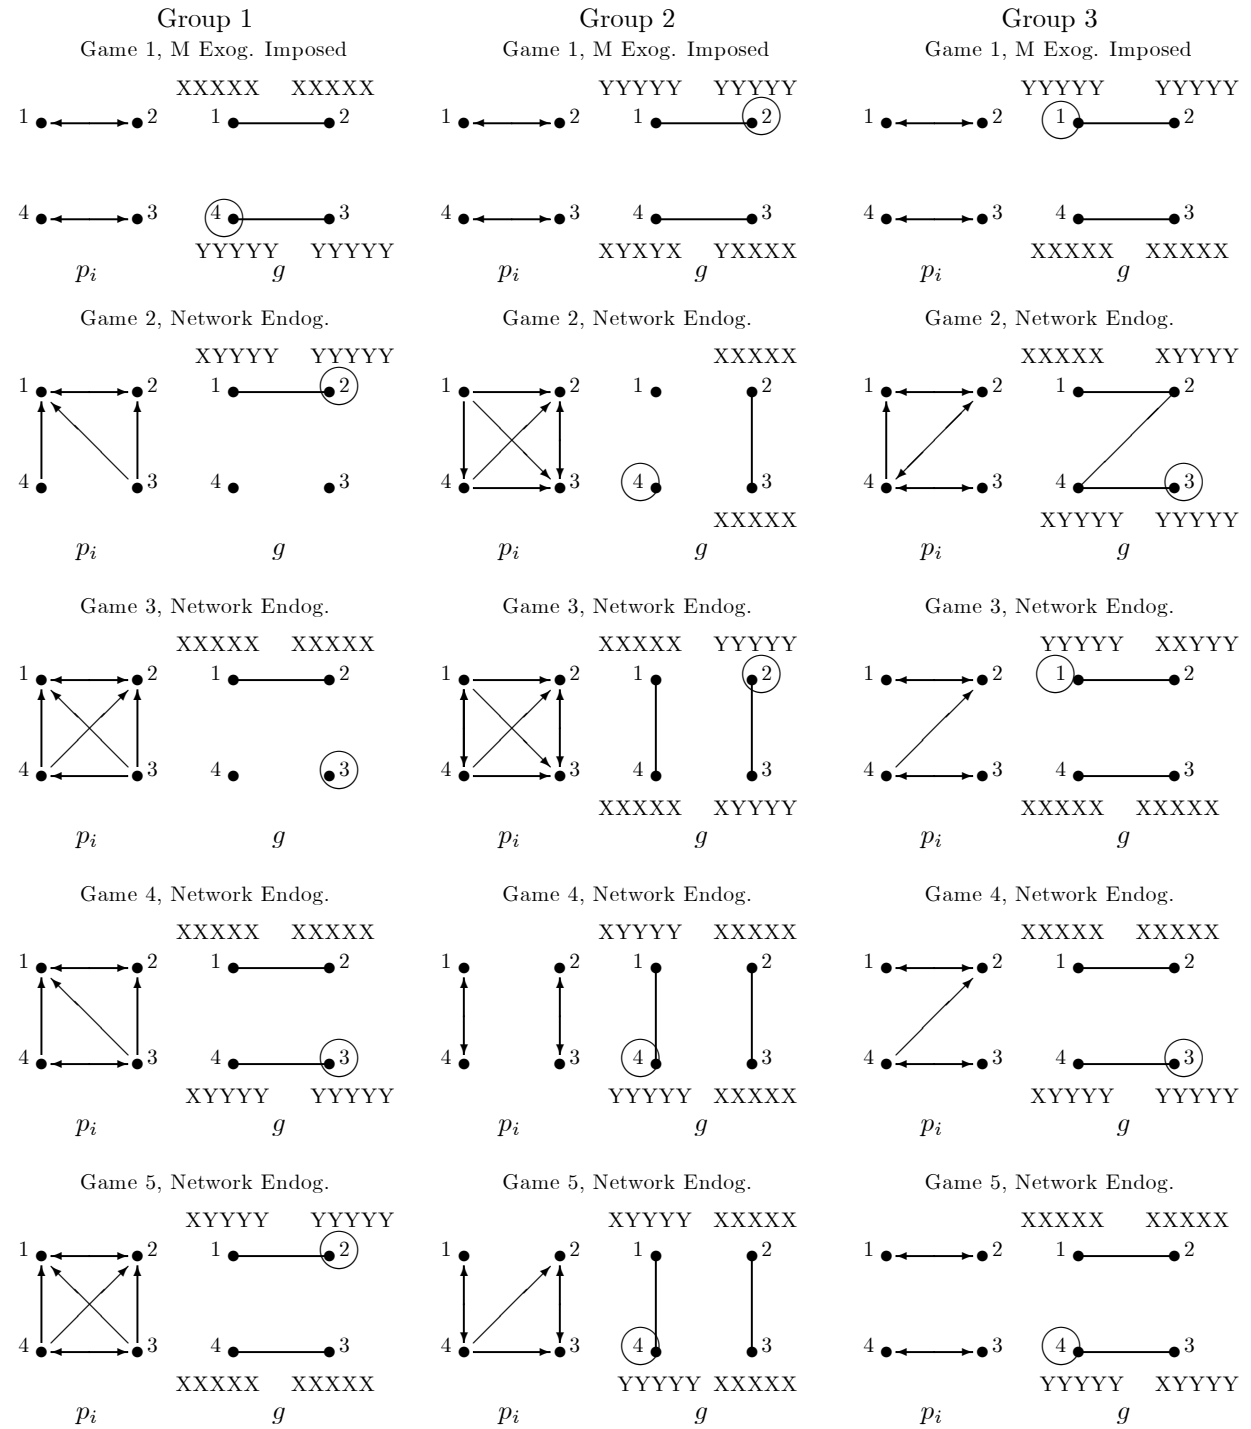 Group 1 Group 2 Group 3
Game 1, M Exog. Imposed Game 1, M Exog. Imposed Game 1, M Exog. Imposed
XXXXX XXXXX YYYYY YYYYY YYYYY YYYYY
1 2 1 2 1 2 1 2 1 2 1 2
4 3 4 3 4 3 4 3 4 3 4 3
YYYYY YYYYY XYXYX YXXXX XXXXX XXXXX
p_i g p_i g p_i g
Game 2, Network Endog. Game 2, Network Endog. Game 2, Network Endog.
XYYYY YYYYY XXXXX XXXXX XYYYY
1 2 1 2 1 2 1 2 1 2 1 2
4 3 4 3 4 3 4 3 4 3 4 3
XXXXX XYYYY YYYYY
p_i g p_i g p_i g
Game 3, Network Endog. Game 3, Network Endog. Game 3, Network Endog.
XXXXX XXXXX XXXXX YYYYY YYYYY XXYYY
1 2 1 2 1 2 1 2 1 2 1 2
4 3 4 3 4 3 4 3 4 3 4 3
XXXXX XYYYY XXXXX XXXXX
p_i g p_i g p_i g
Game 4, Network Endog. Game 4, Network Endog. Game 4, Network Endog.
XXXXX XXXXX XYYYY XXXXX XXXXX XXXXX
1 2 1 2 1 2 1 2 1 2 1 2
4 3 4 3 4 3 4 3 4 3 4 3
XYYYY YYYYY YYYYY XXXXX XYYYY YYYYY
p_i g p_i g p_i g
Game 5, Network Endog. Game 5, Network Endog. Game 5, Network Endog.
XYYYY YYYYY XYYYY XXXXX XXXXX XXXXX
1 2 1 2 1 2 1 2 1 2 1 2
4 3 4 3 4 3 4 3 4 3 4 3
XXXXX XXXXX YYYYY XXXXX YYYYY XYYYY
p_i g p_i g p_i g